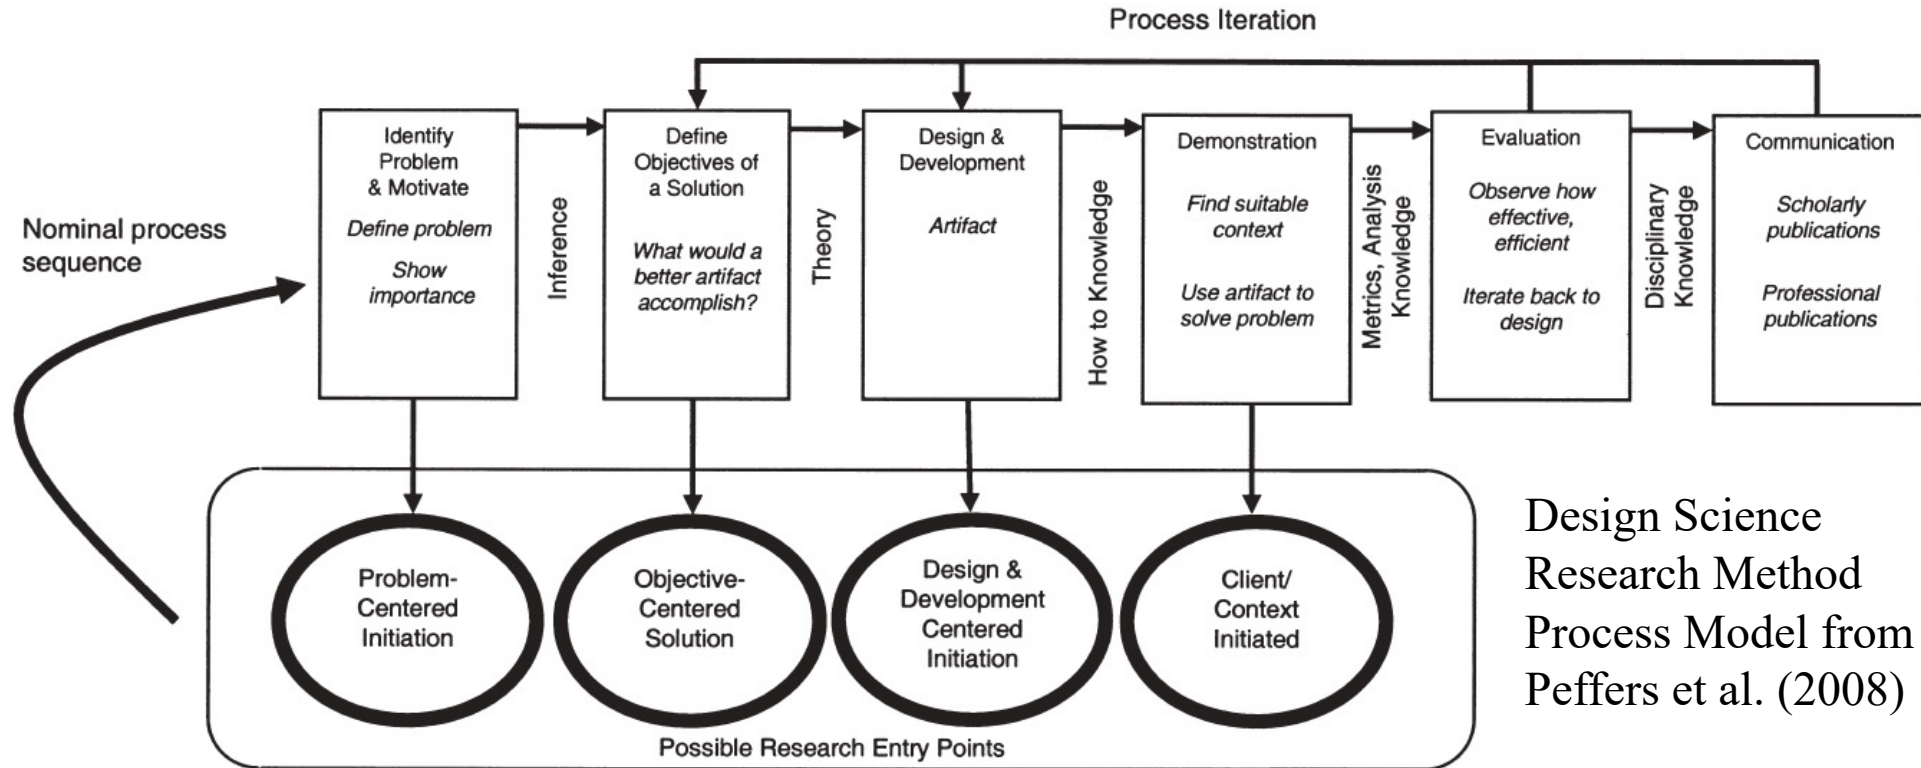 Process Iteration
Nominal process
sequence
Identify
Problem
& Motivate
Define problem
Show
importance
Inference
Define
Objectives of
a Solution
What would a
better artifact
accomplish?
Theory
Design &
Development
Artifact
How to Knowledge
Demonstration
Find suitable
context
Use artifact to
solve problem
Metrics, Analysis
Knowledge
Evaluation
Observe how
effective,
efficient
Iterate back to
design
Disciplinary
Knowledge
Communication
Scholarly
publications
Professional
publications
Problem-
Centered
Initiation
Objective-
Centered
Solution
Design &
Development
Centered
Initiation
Client/
Context
Initiated
Possible Research Entry Points
Design Science
Research Method
Process Model from
Peffers et al. (2008)